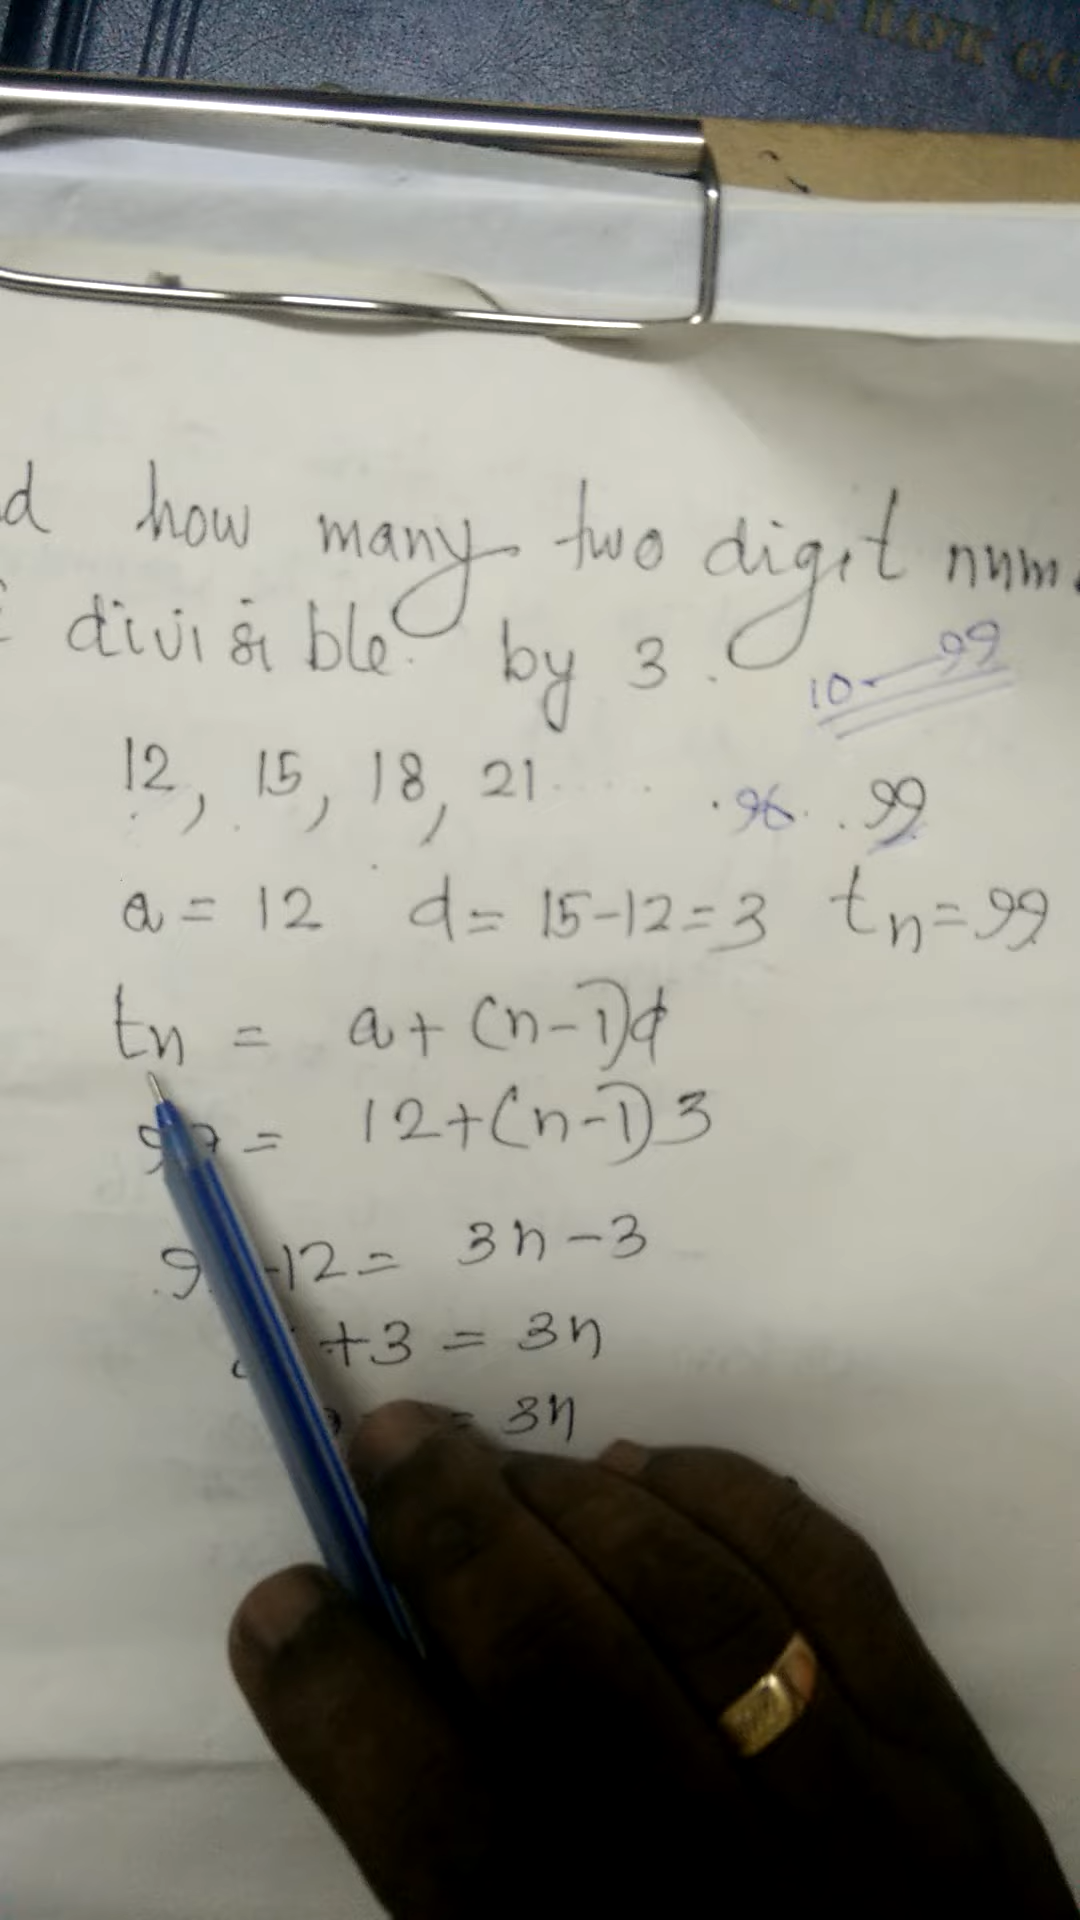 how many two digit num
divisible by 3.
10 - 99
12, 15, 18, 21 ..... .96. .99
a = 12 d = 15-12=3 tn=99
tn = a+(n-1)d
= 12+(n-1)3
-12= 3n-3
+3 = 3n
= 3n